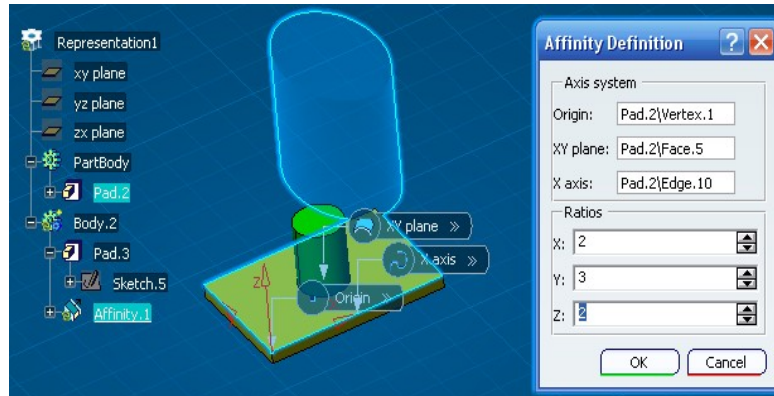 Representation1
xy plane
yz plane
zx plane
PartBody
Pad.2
Body.2
Pad.3
Sketch.5
Affinity.1
XY plane »
X axis »
Origin »
Z
Affinity Definition
Axis system
Origin: Pad.2\Vertex.1
XY plane: Pad.2\Face.5
X axis: Pad.2\Edge.10
Ratios
X: 2
Y: 3
Z: 2
OK Cancel